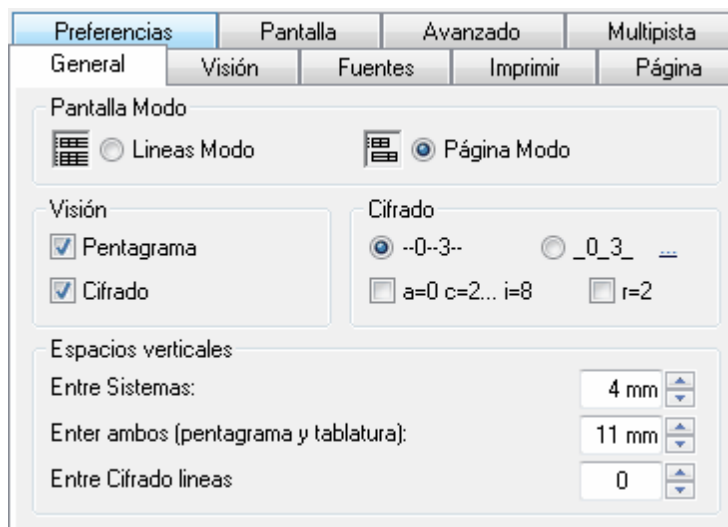 Preferencias Pantalla Avanzado Multipista
General Visión Fuentes Imprimir Página
Pantalla Modo
Lineas Modo Página Modo
Visión Cifrado
Pentagrama --0--3-- _0_3_ ...
Cifrado a=0 c=2... i=8 r=2
Espacios verticales
Entre Sistemas: 4 mm
Enter ambos (pentagrama y tablatura): 11 mm
Entre Cifrado lineas 0